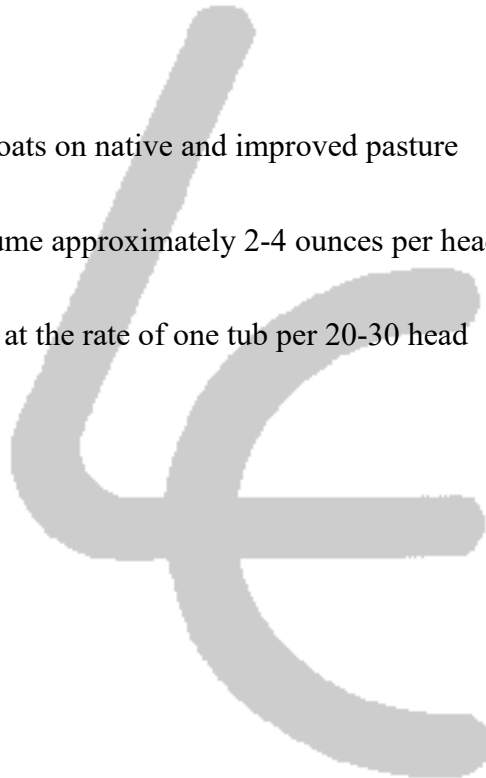 oats on native and improved pasture
ume approximately 2-4 ounces per hea
at the rate of one tub per 20-30 head